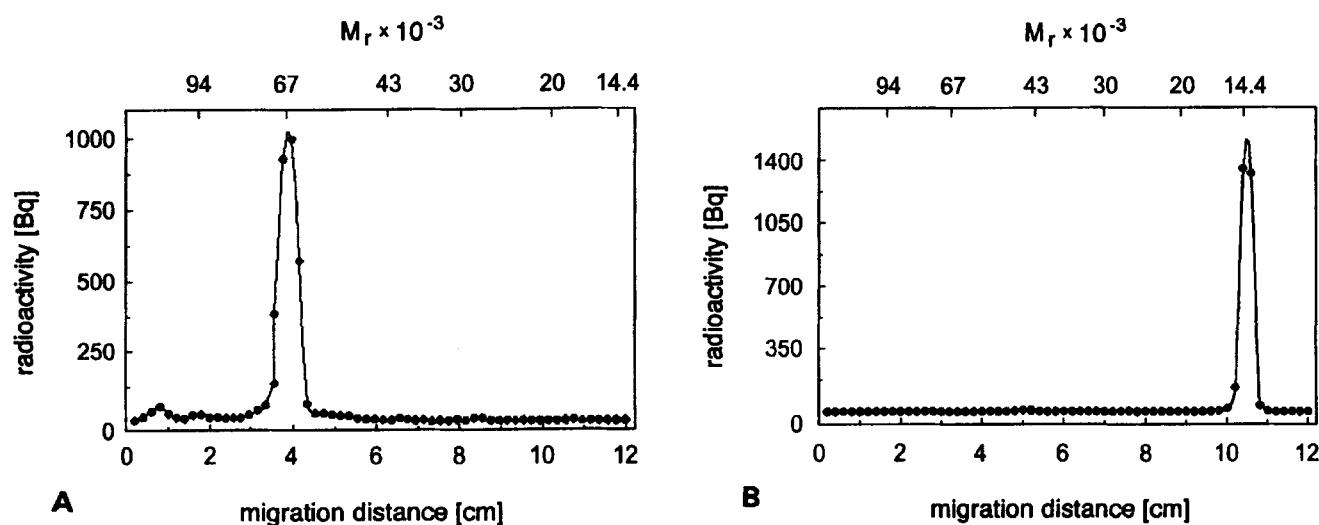 M_r × 10^-3
94 67 43 30 20 14.4
radioactivity [Bq]
1000
750
500
250
0
0 2 4 6 8 10 12
A
migration distance [cm]
M_r × 10^-3
94 67 43 30 20 14.4
radioactivity [Bq]
1400
1050
700
350
0
0 2 4 6 8 10 12
B
migration distance [cm]